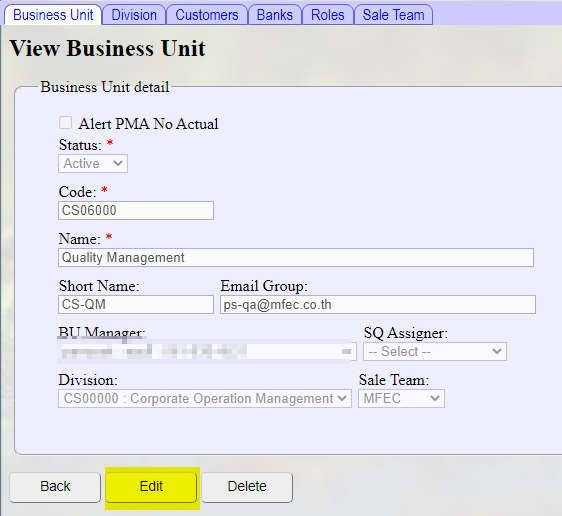 Business Unit Division Customers Banks Roles Sale Team
View Business Unit
Business Unit detail
Alert PMA No Actual
Status: *
Active
Code: *
CS06000
Name: *
Quality Management
Short Name: Email Group:
CS-QM ps-qa@mfec.co.th
BU Manager: SQ Assigner:
-- Select --
Division: Sale Team:
CS00000 : Corporate Operation Management MFEC
Back Edit Delete